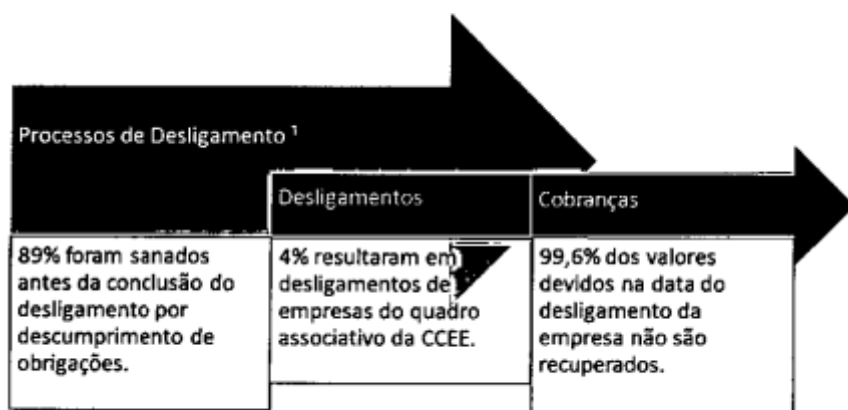 Processos de Desligamento ¹
Desligamentos
Cobranças
89% foram sanados
antes da conclusão do
desligamento por
descumprimento de
obrigações.
4% resultaram em
desligamentos de
empresas do quadro
associativo da CCEE.
99,6% dos valores
devidos na data do
desligamento da
empresa não são
recuperados.